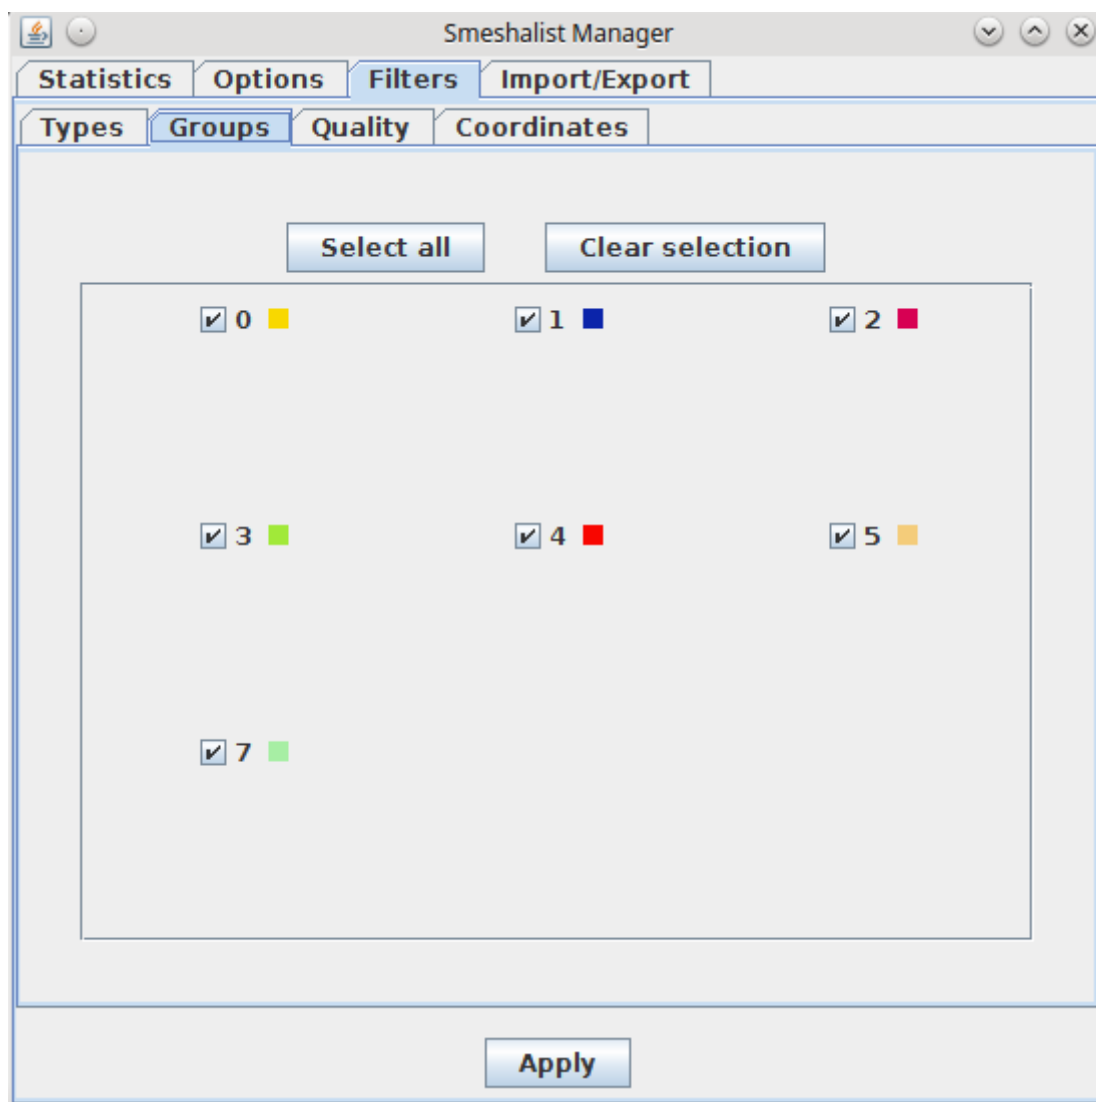 Smeshalist Manager
Statistics Options Filters Import/Export
Types Groups Quality Coordinates
Select all Clear selection
0 1 2
3 4 5
7
Apply